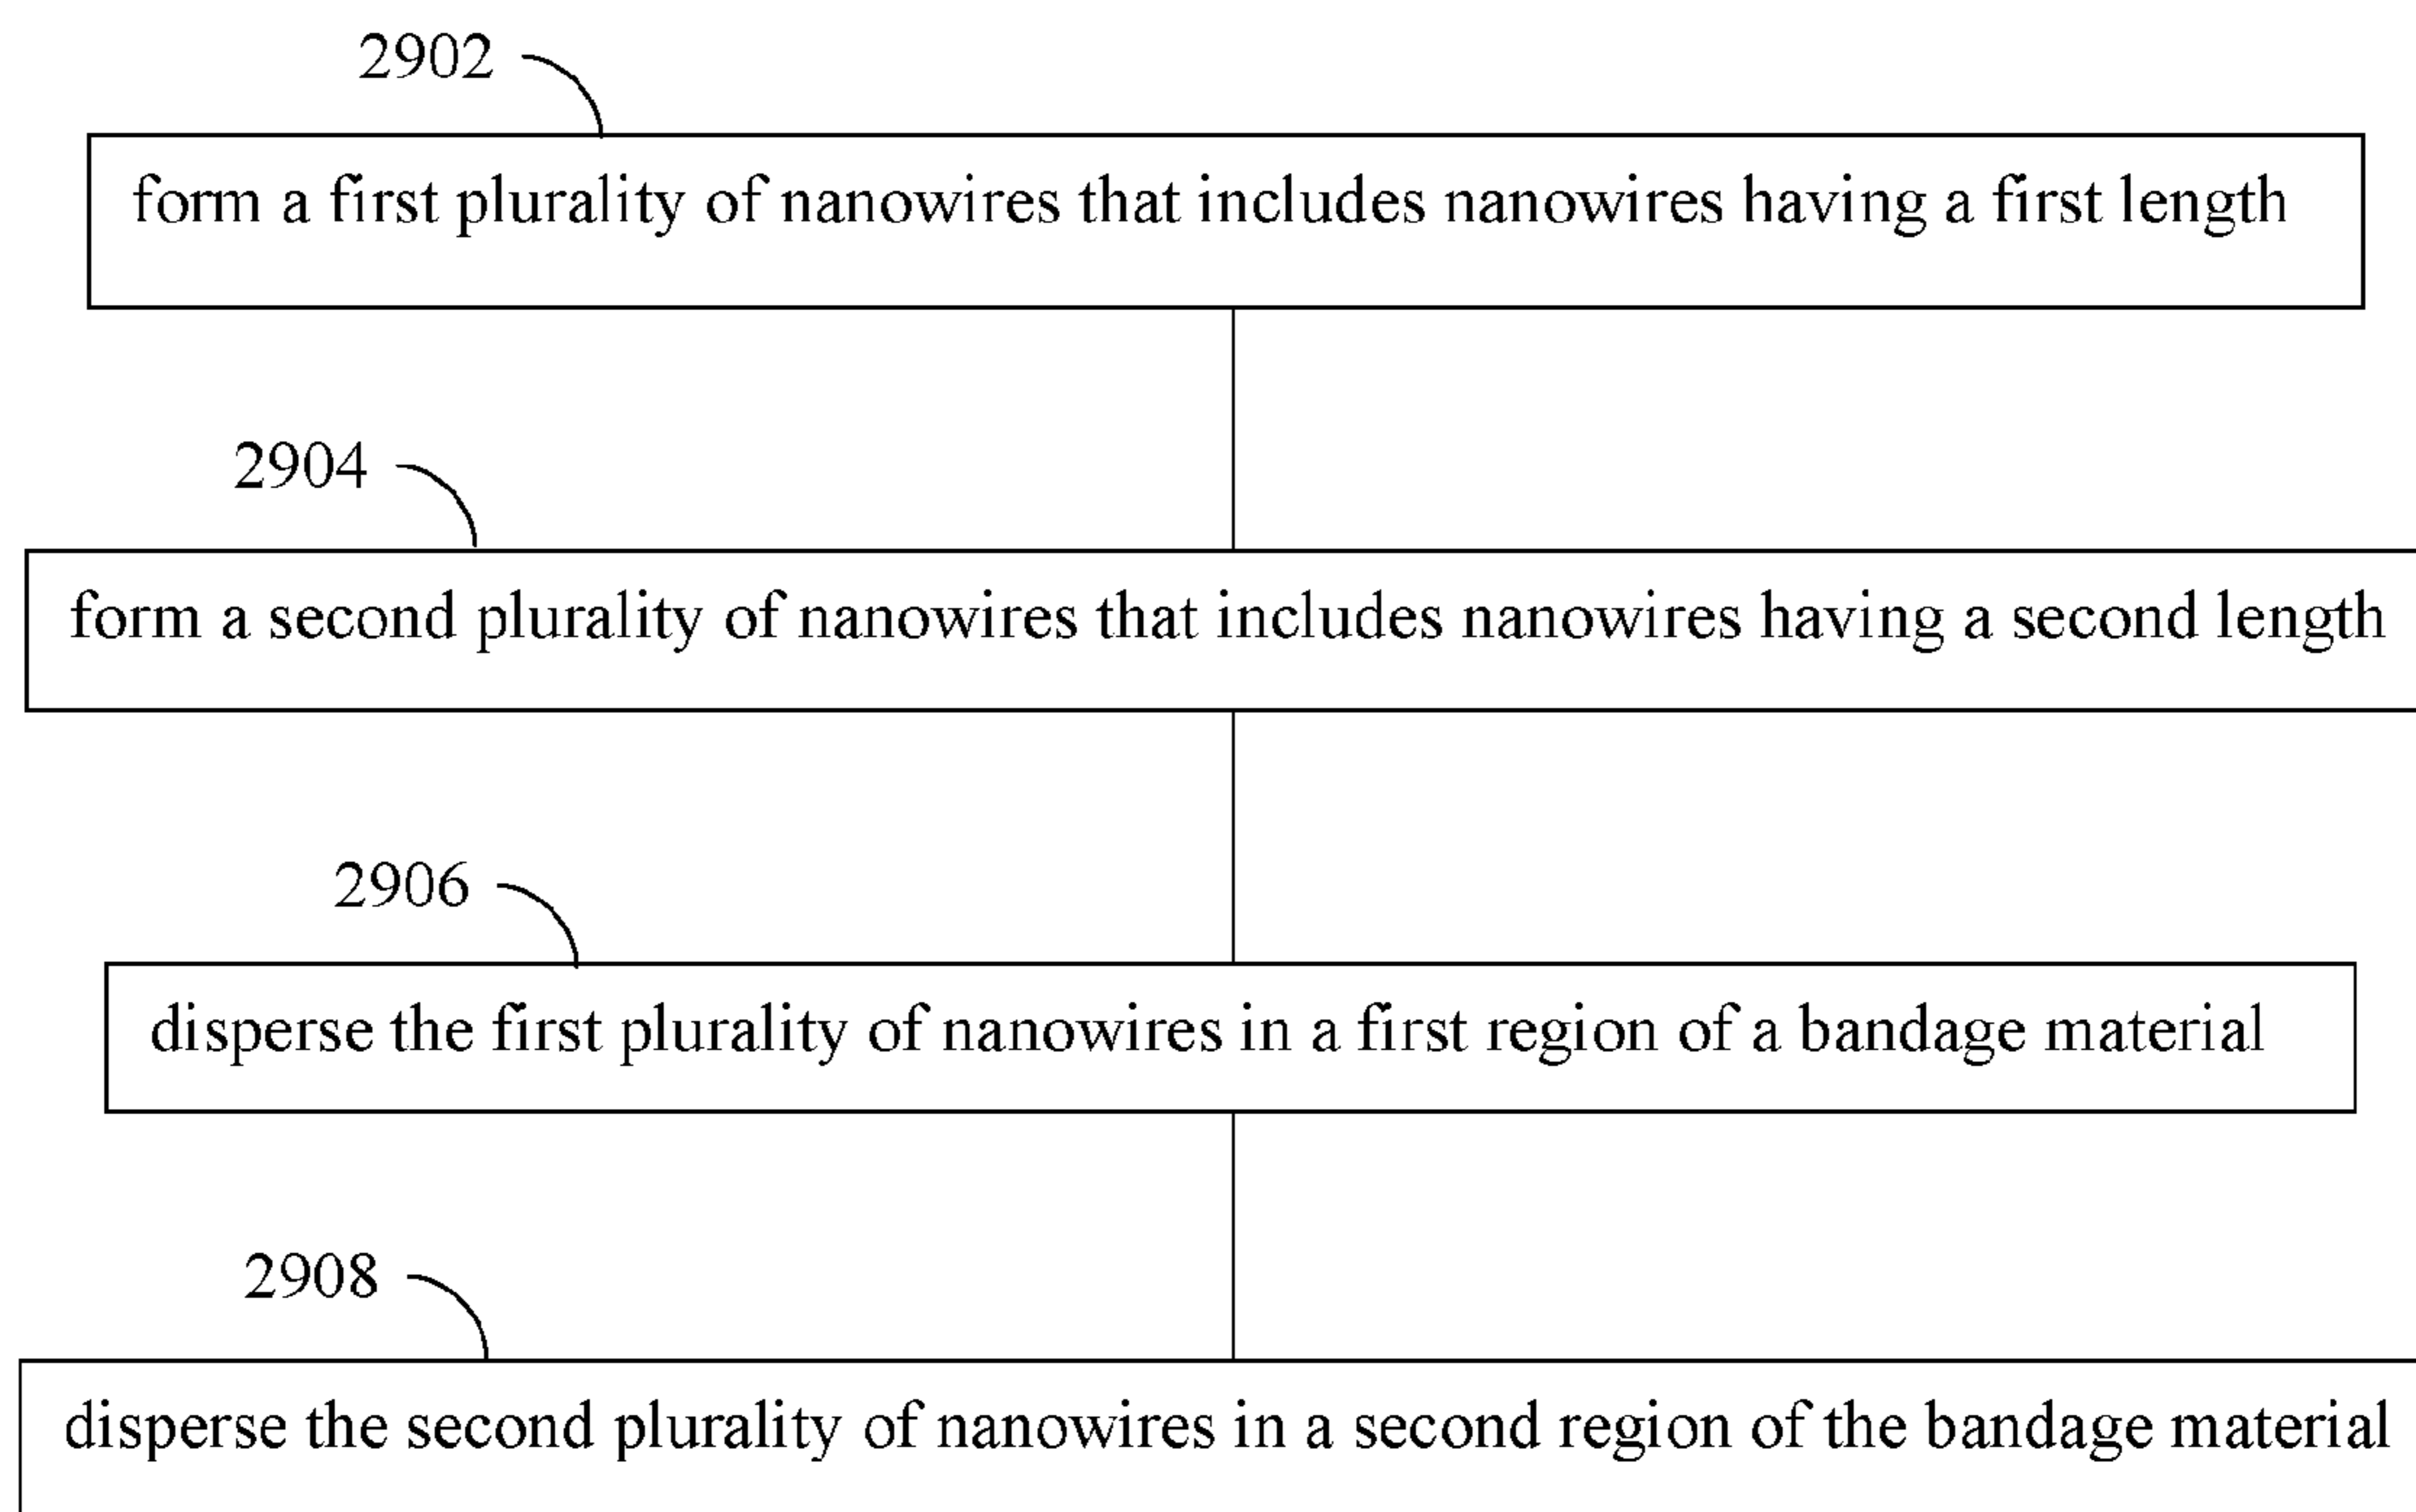 2902
form a first plurality of nanowires that includes nanowires having a first length
2904
form a second plurality of nanowires that includes nanowires having a second length
2906
disperse the first plurality of nanowires in a first region of a bandage material
2908
disperse the second plurality of nanowires in a second region of the bandage material